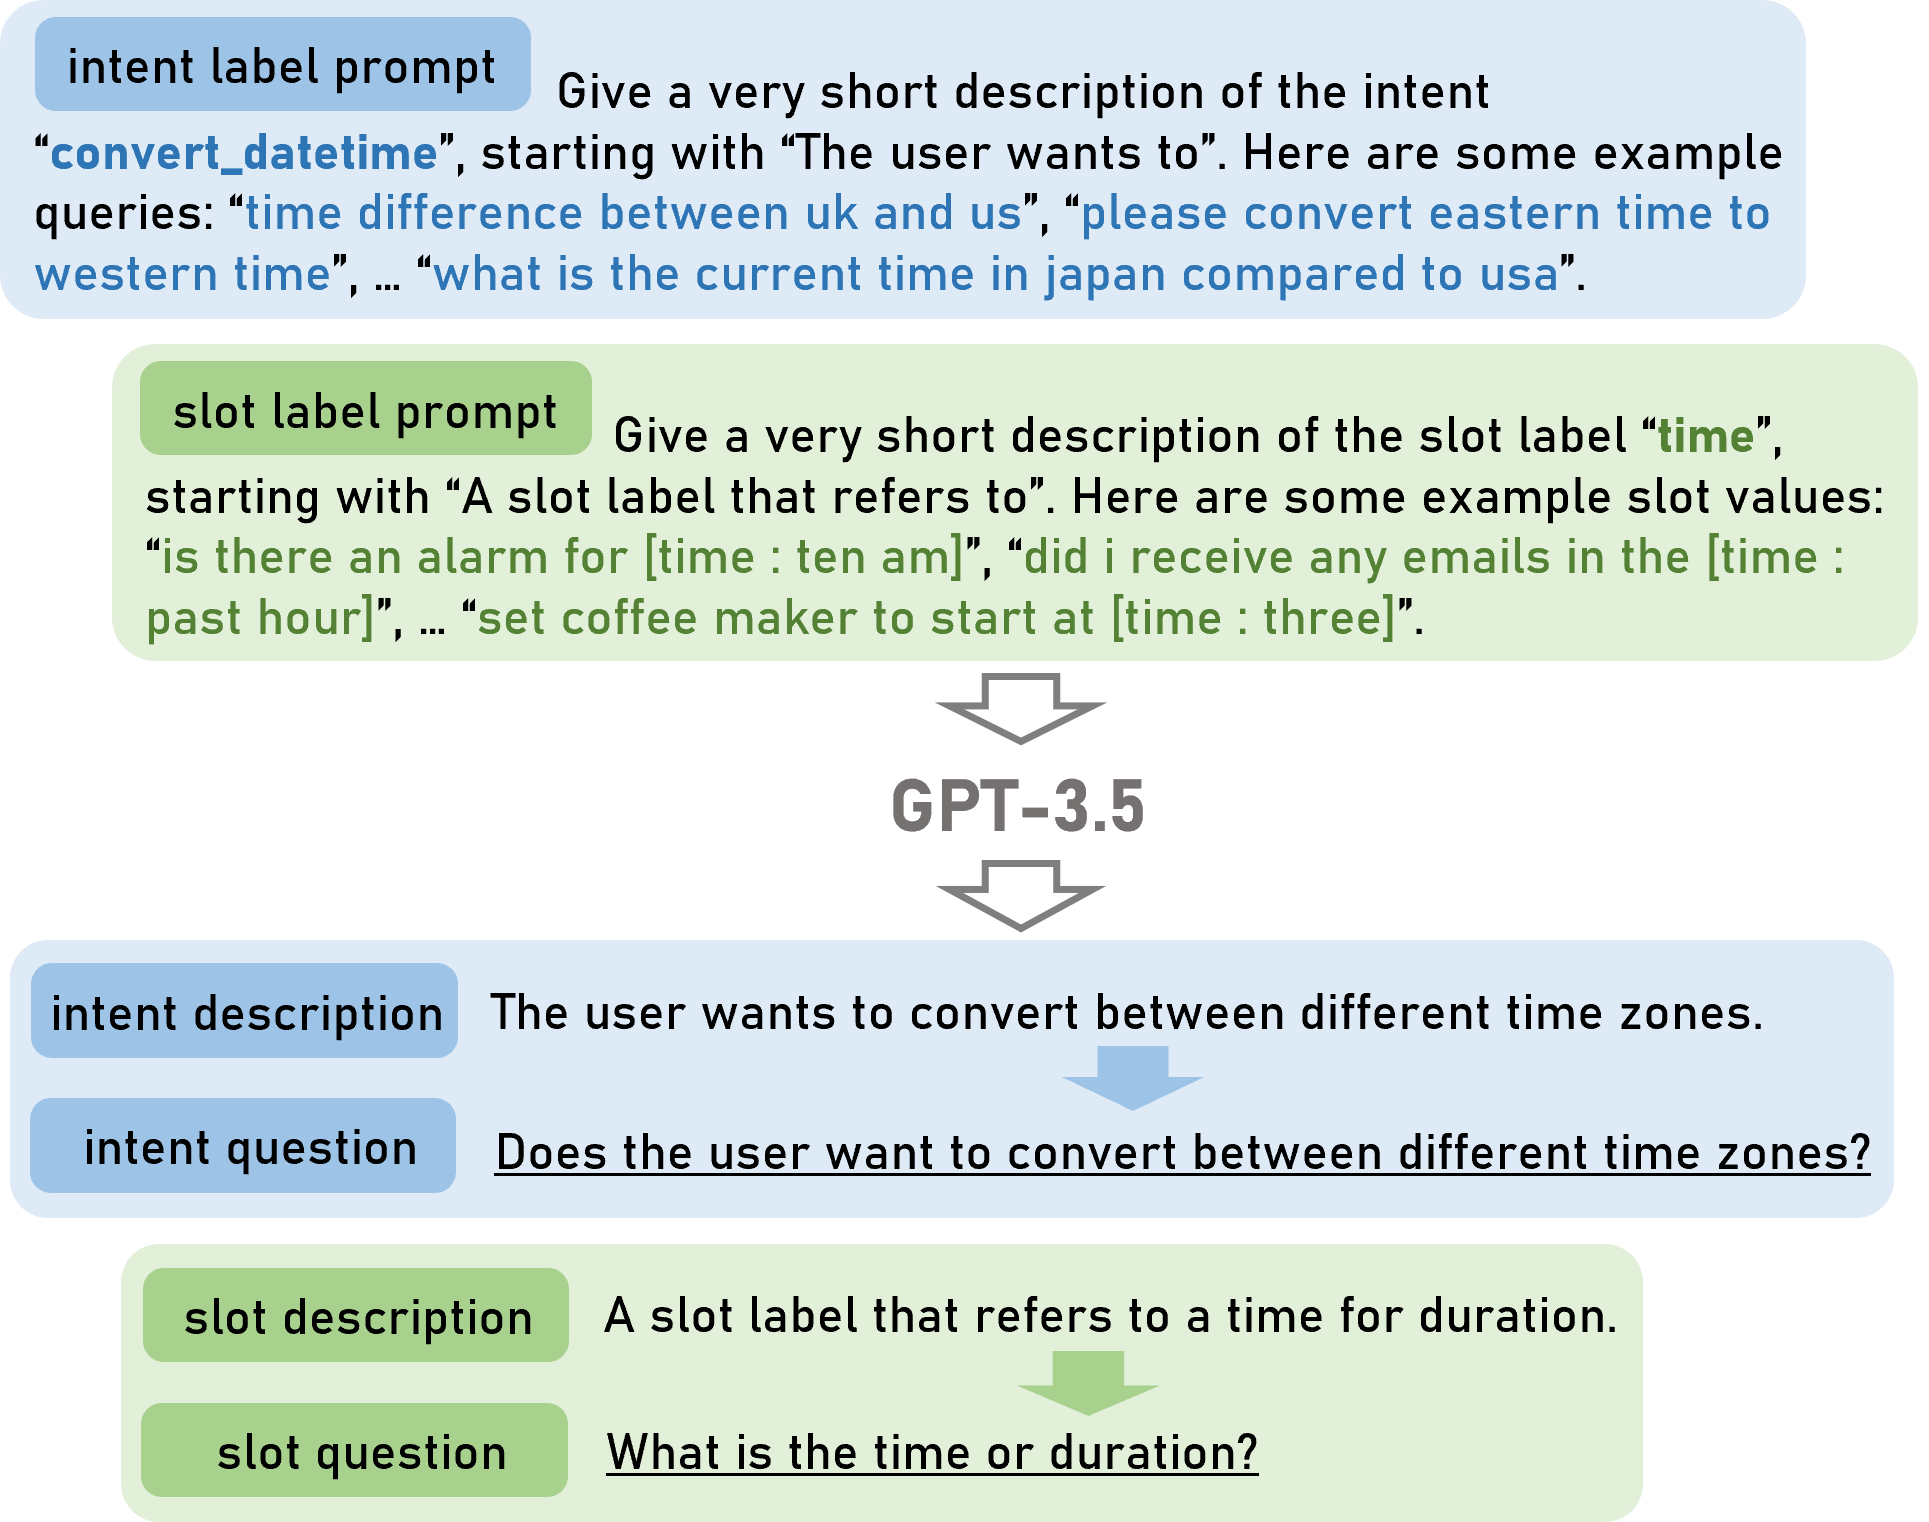 intent label prompt Give a very short description of the intent
“convert_datetime”, starting with “The user wants to”. Here are some example
queries: “time difference between uk and us”, “please convert eastern time to
western time”, … “what is the current time in japan compared to usa”.
slot label prompt Give a very short description of the slot label “time”,
starting with “A slot label that refers to”. Here are some example slot values:
“is there an alarm for [time : ten am]”, “did i receive any emails in the [time :
past hour]”, … “set coffee maker to start at [time : three]”.
GPT-3.5
intent description The user wants to convert between different time zones.
intent question Does the user want to convert between different time zones?
slot description A slot label that refers to a time for duration.
slot question What is the time or duration?